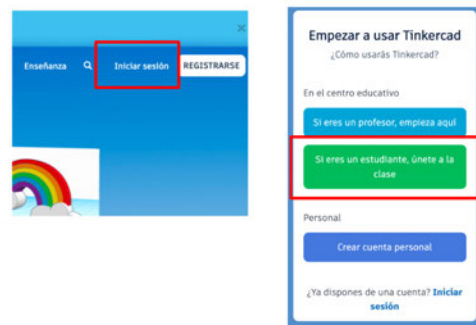 Enseñanza
Iniciar sesión
REGISTRARSE
Empezar a usar Tinkercad
¿Cómo usarás Tinkercad?
En el centro educativo
Si eres un profesor, empieza aquí
Si eres un estudiante, únete a la
clase
Personal
Crear cuenta personal
¿Ya dispones de una cuenta? Iniciar
sesión